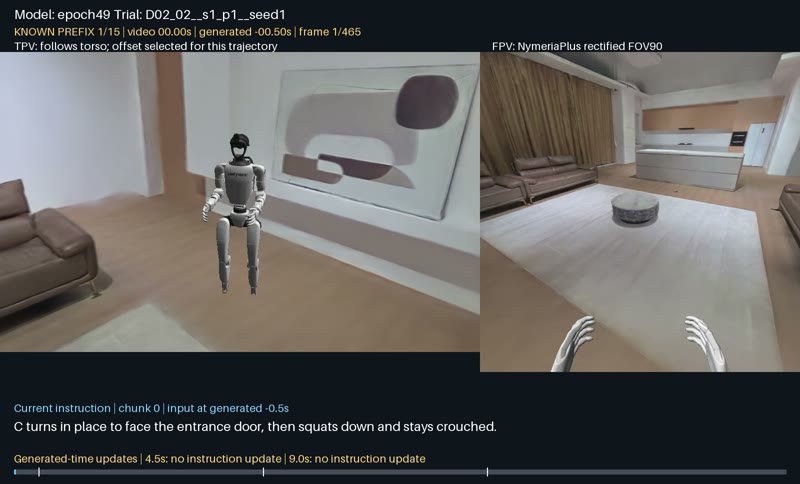 Model: epoch49 Trial: D02_02__s1_p1__seed1
KNOWN PREFIX 1/15 | video 00.00s | generated -00.50s | frame 1/465
TPV: follows torso; offset selected for this trajectory
FPV: NymeriaPlus rectified FOV90
Current instruction | chunk 0 | input at generated -0.5s
C turns in place to face the entrance door, then squats down and stays crouched.
Generated-time updates | 4.5s: no instruction update | 9.0s: no instruction update